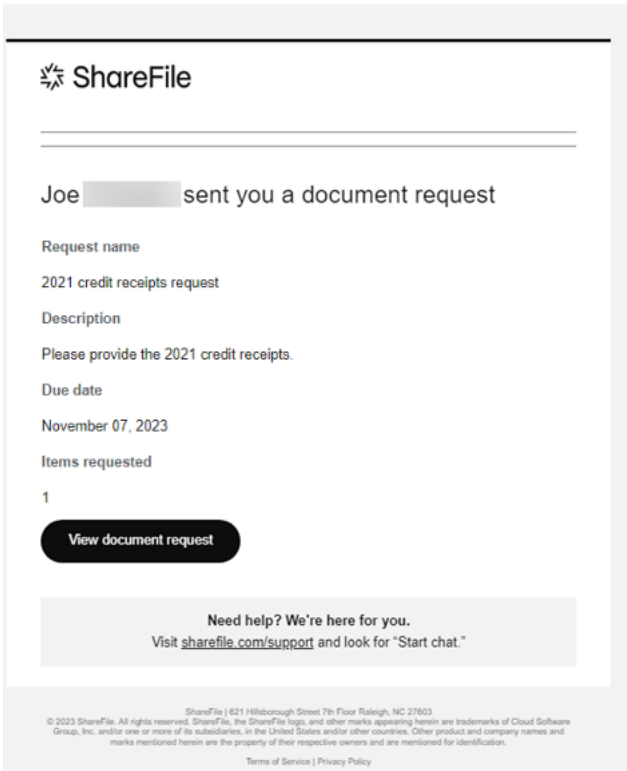 ShareFile
Joe sent you a document request
Request name
2021 credit receipts request
Description
Please provide the 2021 credit receipts.
Due date
November 07, 2023
Items requested
1
View document request
Need help? We're here for you.
Visit sharefile.com/support and look for “Start chat.”
ShareFile | 621 Hillsborough Street 7th Floor Raleigh, NC 27603
© 2023 ShareFile. All rights reserved. ShareFile, the ShareFile logo, and other marks appearing herein are trademarks of Cloud Software
Group, Inc. and/or one or more of its subsidiaries, in the United States and/or other countries. Other product and company names and
marks mentioned herein are the property of their respective owners and are mentioned for identification.
Terms of Service | Privacy Policy